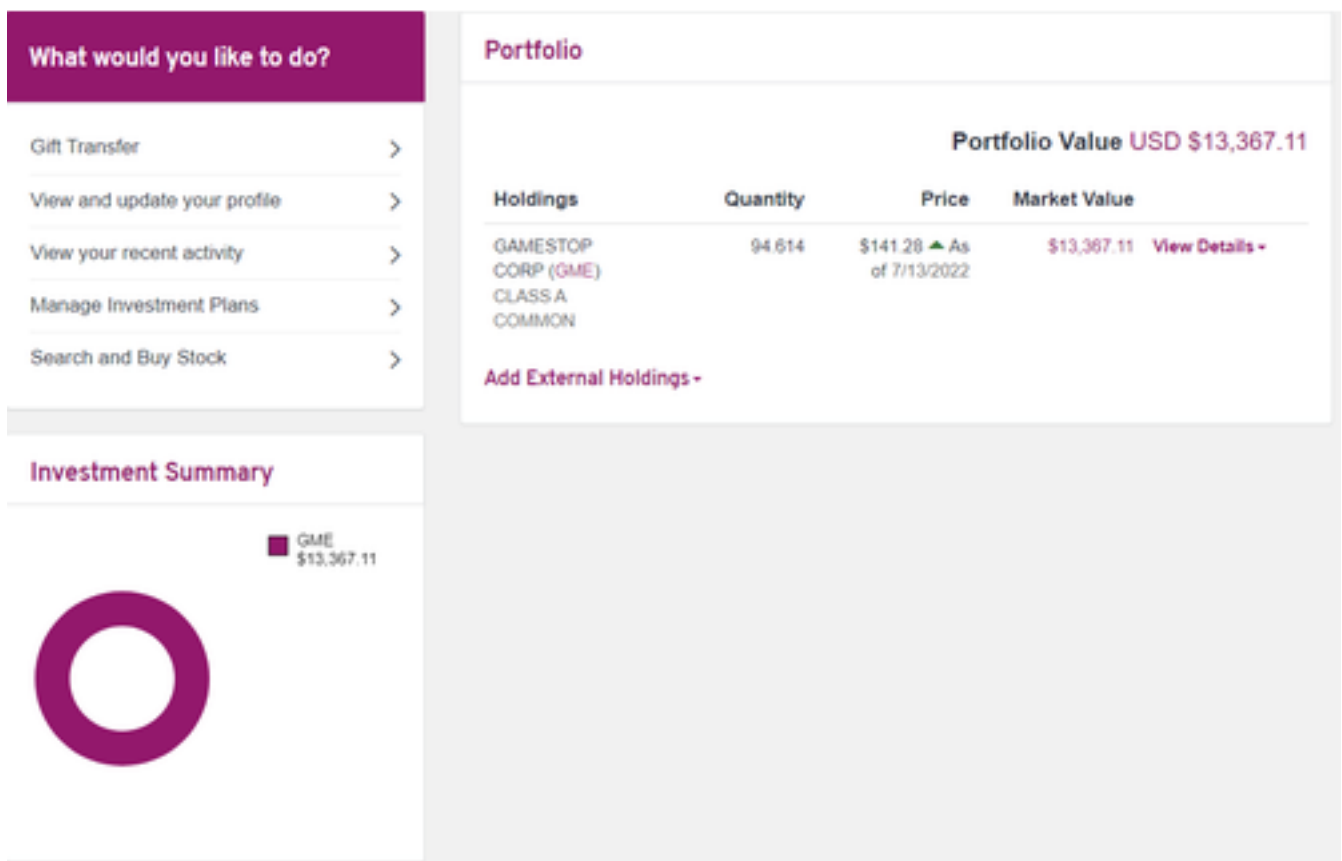 What would you like to do?
Gift Transfer
View and update your profile
View your recent activity
Manage Investment Plans
Search and Buy Stock
Portfolio
Portfolio Value USD $13,367.11
Holdings Quantity Price Market Value
GAMESTOP 94.614 $141.28 As $13,367.11 View Details
CORP (GME) of 7/13/2022
CLASS A
COMMON
Add External Holdings
Investment Summary
GME
$13,367.11